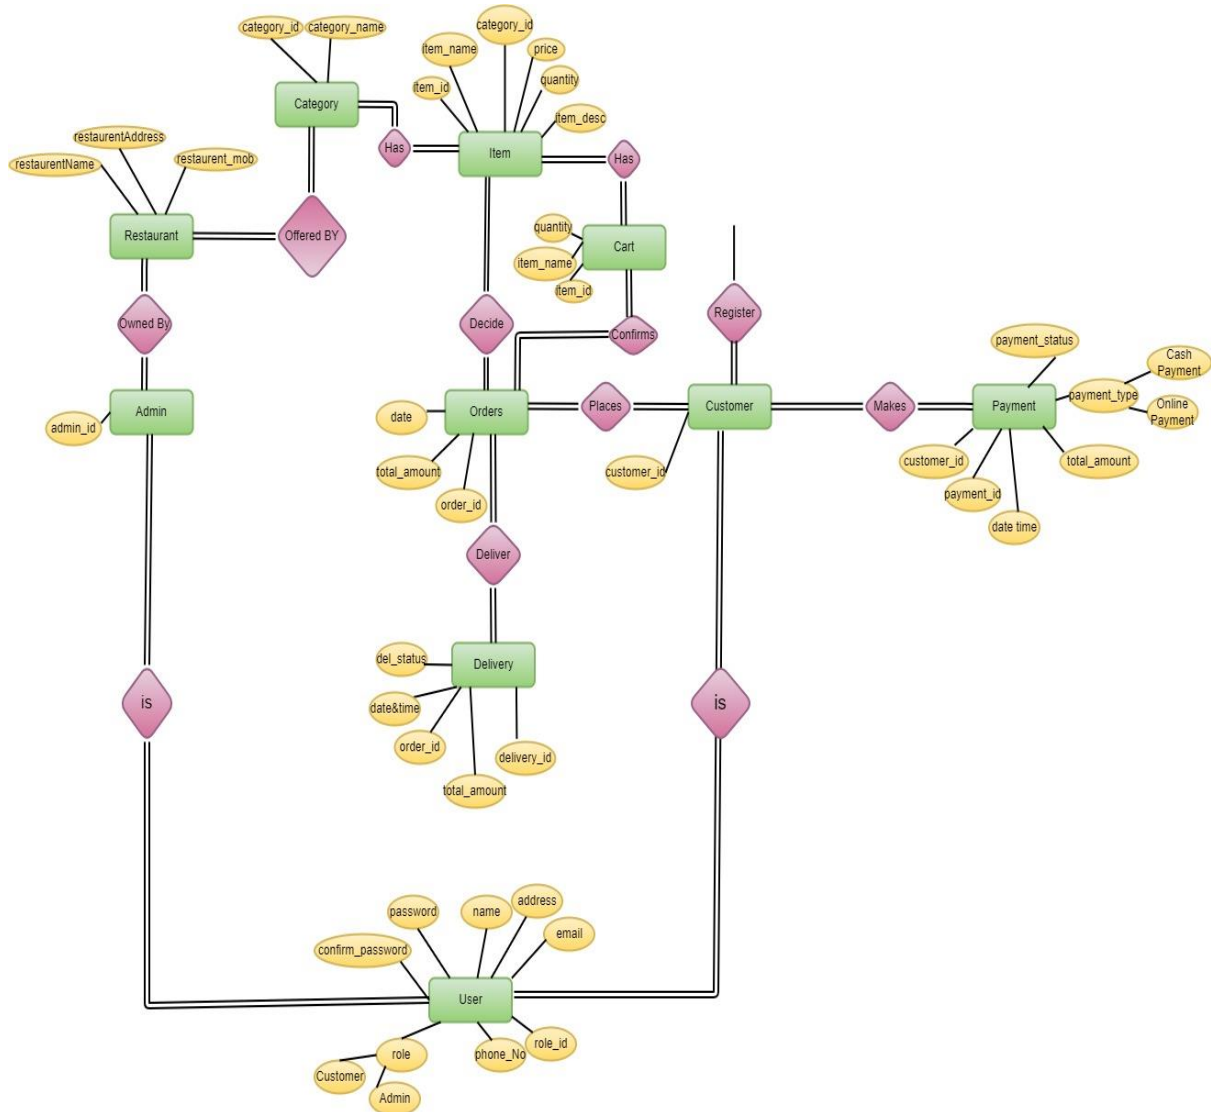 category_id
category_name
category_id
item_name
price
item_id
quantity
item_desc
Category
Has
Item
Has
restaurentAddress
restaurentName
restaurent_mob
Restaurant
Offered BY
quantity
item_name
item_id
Cart
Owned By
Decide
Confirms
Register
payment_status
Cash
Payment
payment_type
Online
Payment
Admin
admin_id
date
Orders
Places
Customer
Makes
Payment
total_amount
order_id
customer_id
customer_id
payment_id
date time
total_amount
Deliver
del_status
Delivery
date&time
order_id
total_amount
delivery_id
is
is
password
name
address
confirm_password
email
User
role
phone_No
role_id
Customer
Admin